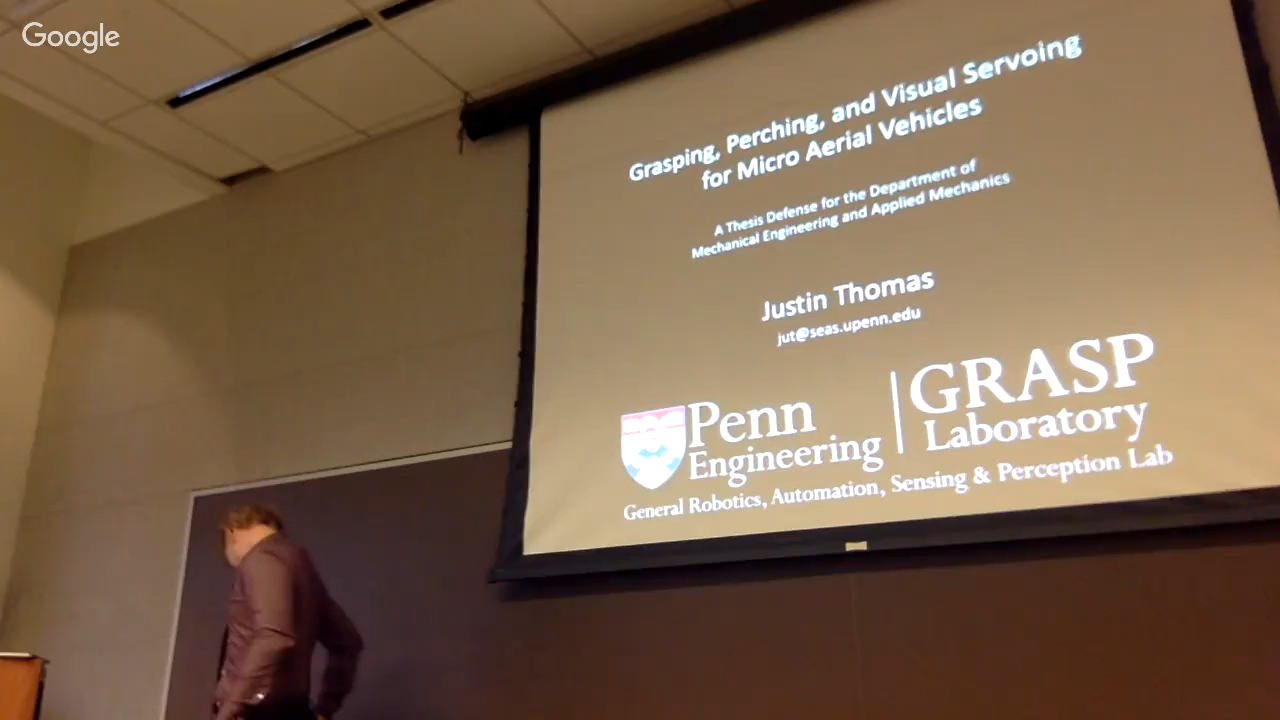 Google
Grasping, Perching, and Visual Servoing
for Micro Aerial Vehicles
A Thesis Defense for the Department of
Mechanical Engineering and Applied Mechanics
Justin Thomas
jut@seas.upenn.edu
Penn
Engineering
GRASP
Laboratory
General Robotics, Automation, Sensing & Perception Lab